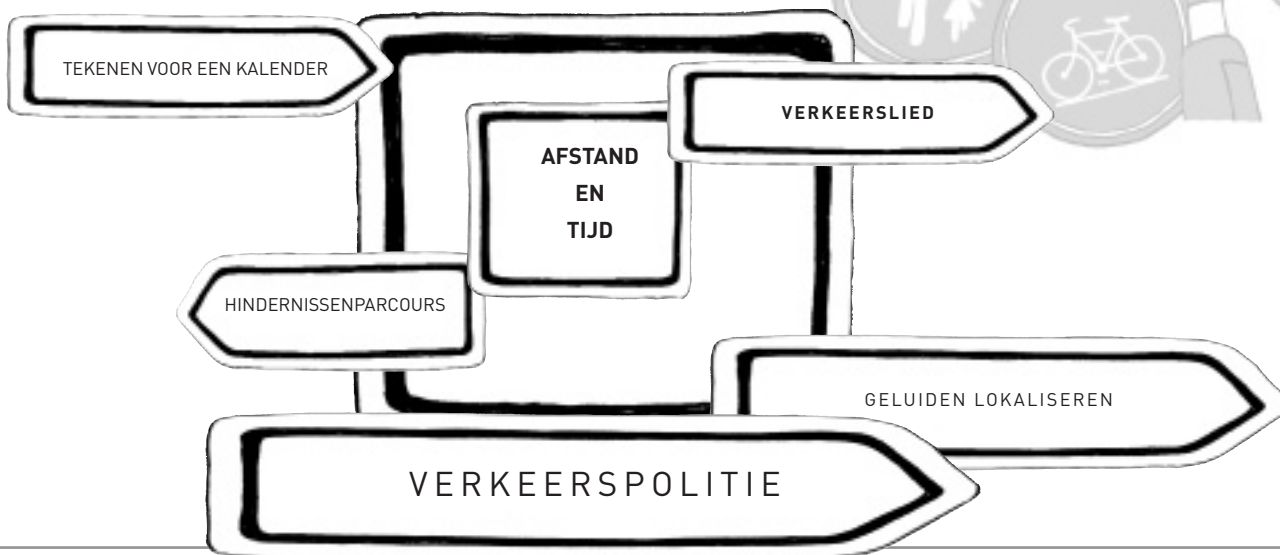 TEKENEN VOOR EEN KALENDER
VERKEERSLIED
AFSTAND
EN
TIJD
HINDERNISSENPARCOURS
GELUIDEN LOKALISEREN
VERKEERSPOLITIE